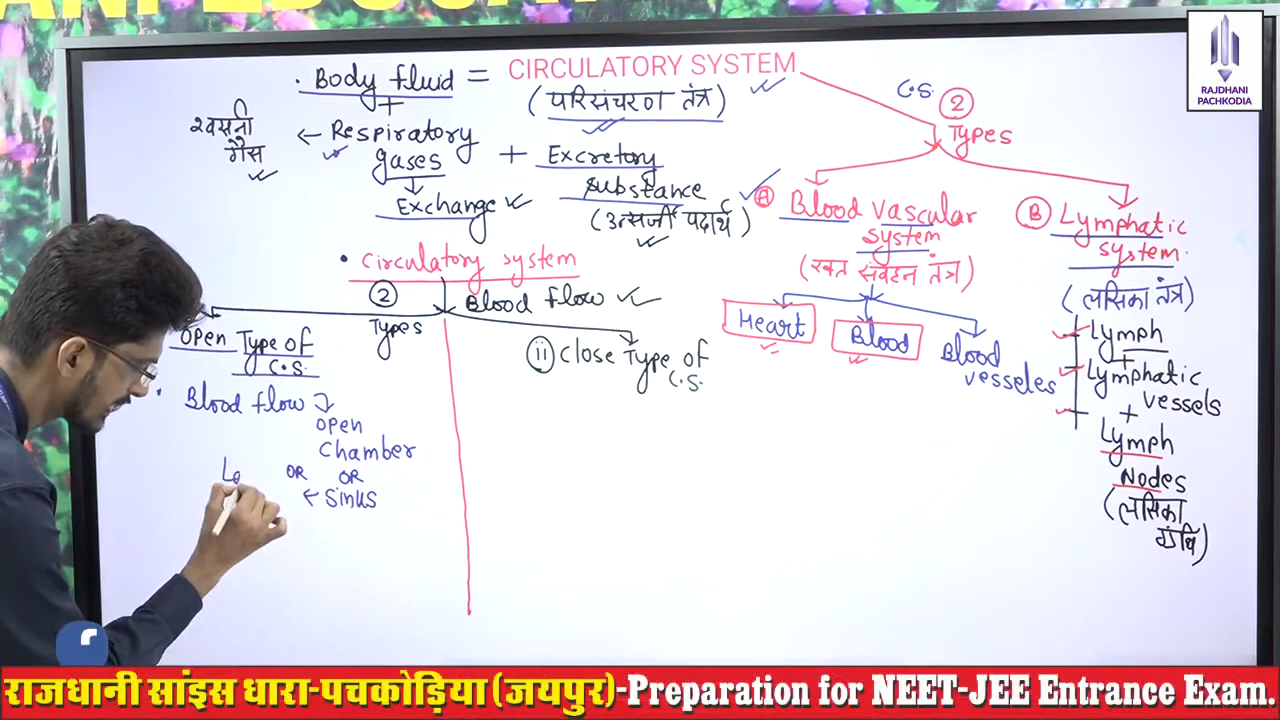 RAJDHANI
PACHKODIA
CIRCULATORY SYSTEM
• Body fluid =
(परिसंचरण तंत्र)
+
श्वसनी
गैस
← Respiratory
gases
+ Excretory
substance
(उत्सर्जी पदार्थ)
Exchange
C.S. 2
Types
A Blood vascular
system
(रक्त संवहन तंत्र)
Heart
Blood
Blood
vesseles
B Lymphatic
system
(लसिका तंत्र)
Lymph
+
Lymphatic
vessels
+
Lymph
Nodes
(लसिका
ग्रंथि)
• Circulatory system
2
Types
Blood flow
Open Type of
C.S.
• Blood flow
open
Chamber
OR OR
← Sinus
ii Close Type of
C.S.
राजधानी सांइस धारा-पचकोड़िया (जयपुर)-Preparation for NEET-JEE Entrance Exam.